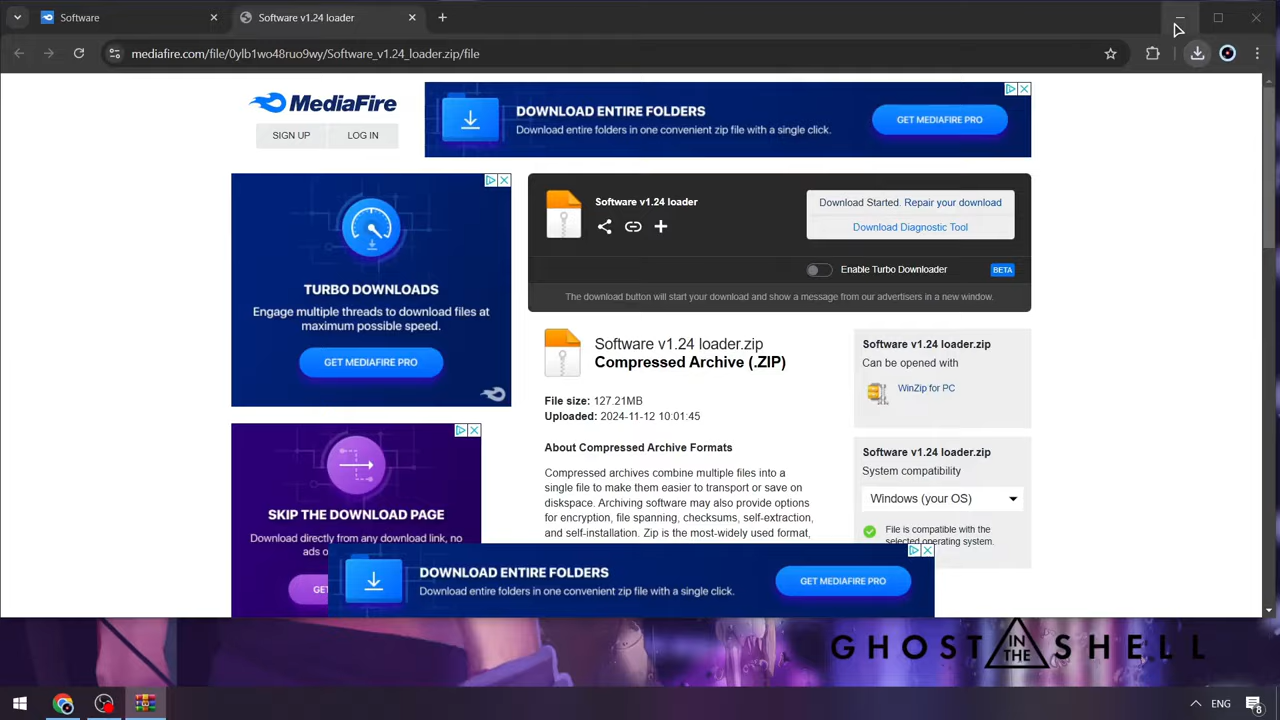 Software
Software v1.24 loader
mediafire.com/file/0ylb1wo48ruo9wy/Software_v1.24_loader.zip/file
MediaFire
SIGN UP
LOG IN
DOWNLOAD ENTIRE FOLDERS
Download entire folders in one convenient zip file with a single click.
GET MEDIAFIRE PRO
TURBO DOWNLOADS
Engage multiple threads to download files at
maximum possible speed.
GET MEDIAFIRE PRO
Software v1.24 loader
Download Started. Repair your download
Download Diagnostic Tool
Enable Turbo Downloader
BETA
The download button will start your download and show a message from our advertisers in a new window.
Software v1.24 loader.zip
Compressed Archive (.ZIP)
File size: 127.21MB
Uploaded: 2024-11-12 10:01:45
About Compressed Archive Formats
Compressed archives combine multiple files into a
single file to make them easier to transport or save on
diskspace. Archiving software may also provide options
for encryption, file spanning, checksums, self-extraction,
and self-installation. Zip is the most-widely used format,
Software v1.24 loader.zip
Can be opened with
WinZip for PC
Software v1.24 loader.zip
System compatibility
Windows (your OS)
File is compatible with the
selected operating system.
SKIP THE DOWNLOAD PAGE
Download directly from any download link, no
ads o
GET
DOWNLOAD ENTIRE FOLDERS
Download entire folders in one convenient zip file with a single click.
GET MEDIAFIRE PRO
GHOST IN THE SHELL
ENG
8